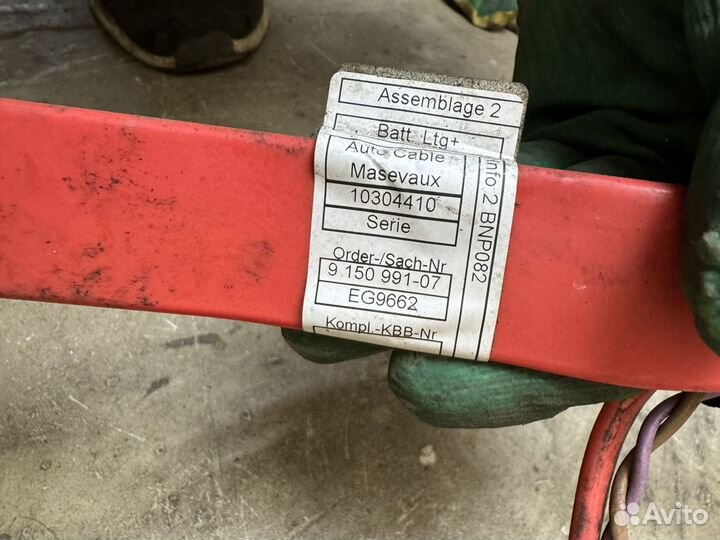 Assemblage 2
Batt. Ltg+
Auto Cable
Masevaux
10304410
Serie
Order-/Sach-Nr
9 150 991-07
EG9662
Kompl.-KBB-Nr
Info 2 BNP082
Avito